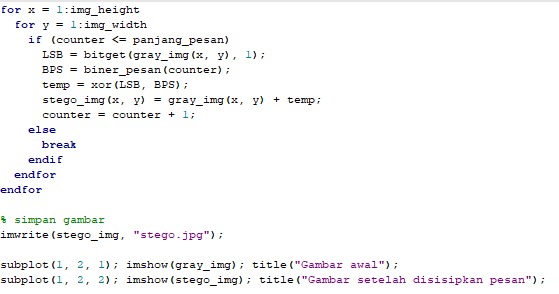 for x = 1:img_height
  for y = 1:img_width
    if (counter <= panjang_pesan)
      LSB = bitget(gray_img(x, y), 1);
      BPS = biner_pesan(counter);
      temp = xor(LSB, BPS);
      stego_img(x, y) = gray_img(x, y) + temp;
      counter = counter + 1;
    else
      break
    endif
  endfor
endfor

% simpan gambar
imwrite(stego_img, "stego.jpg");

subplot(1, 2, 1); imshow(gray_img); title("Gambar awal");
subplot(1, 2, 2); imshow(stego_img); title("Gambar setelah disisipkan pesan");